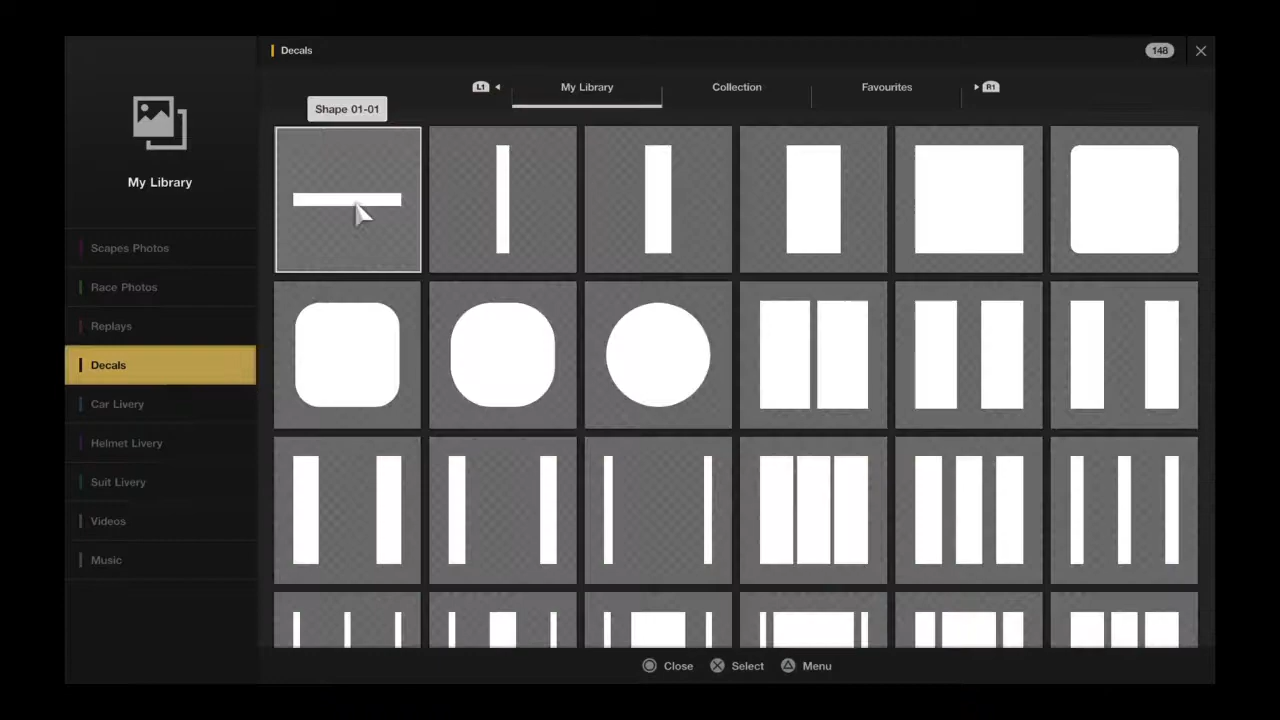 Decals
148
L1
My Library
Collection
Favourites
R1
Shape 01-01
My Library
Scapes Photos
Race Photos
Replays
Decals
Car Livery
Helmet Livery
Suit Livery
Videos
Music
Close
Select
Menu